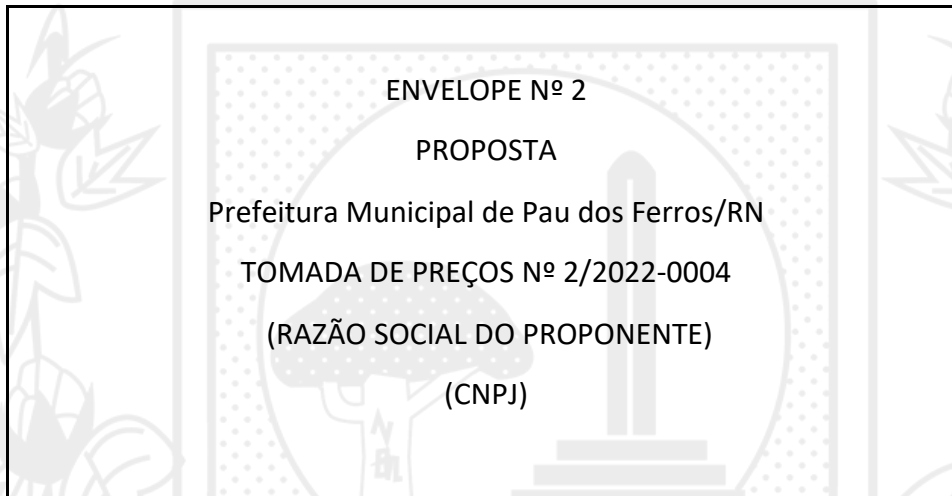 ENVELOPE Nº 2
PROPOSTA
Prefeitura Municipal de Pau dos Ferros/RN
TOMADA DE PREÇOS Nº 2/2022-0004
(RAZÃO SOCIAL DO PROPONENTE)
(CNPJ)